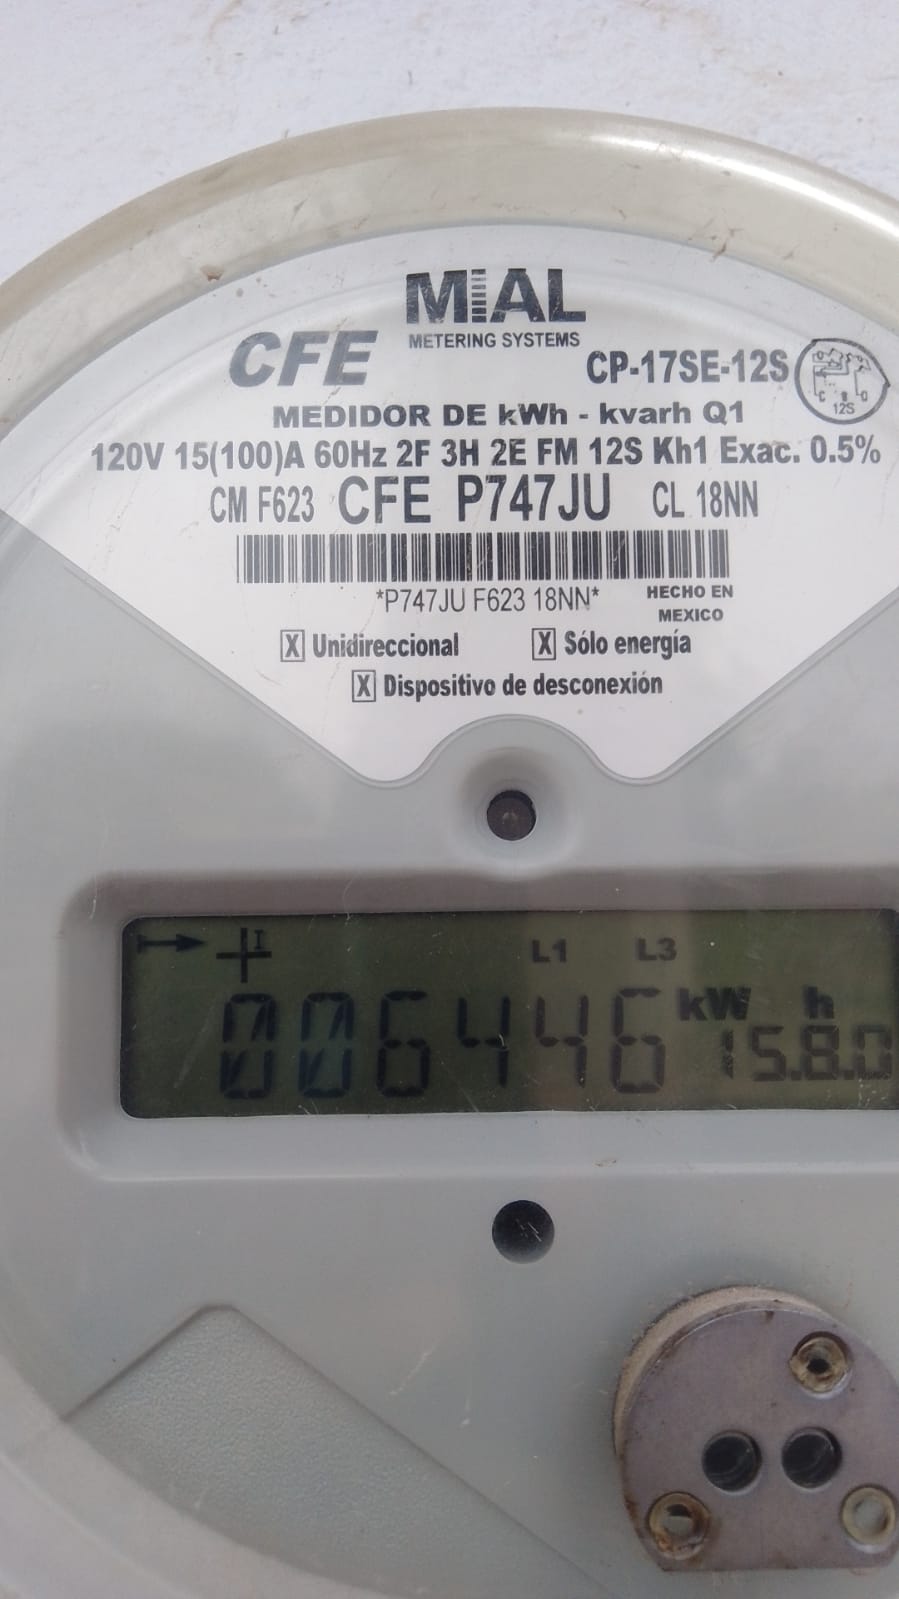 MIAL
METERING SYSTEMS
CFE
CP-17SE-12S
12S
MEDIDOR DE kWh - kvarh Q1
120V 15(100)A 60Hz 2F 3H 2E FM 12S Kh1 Exac. 0.5%
CM F623 CFE P747JU CL 18NN
*P747JU F623 18NN*
HECHO EN
MEXICO
X Unidireccional X Sólo energía
X Dispositivo de desconexión
L1 L3
006446 kW h
15.8.0